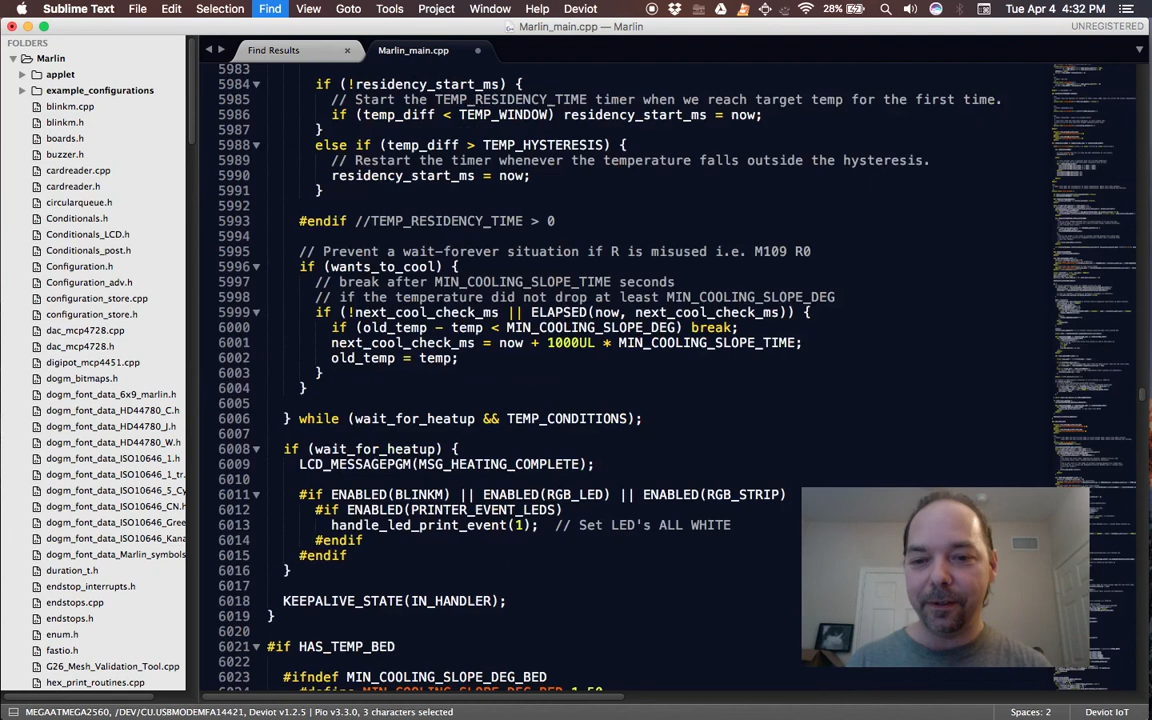 Sublime Text File Edit Selection Find View Goto Tools Project Window Help Deviot 28% Tue Apr 4 4:32 PM
Marlin_main.cpp — Marlin
UNREGISTERED
FOLDERS
Marlin
applet
example_configurations
blinkm.cpp
blinkm.h
boards.h
buzzer.h
cardreader.cpp
cardreader.h
circularqueue.h
Conditionals.h
Conditionals_LCD.h
Conditionals_post.h
Configuration.h
Configuration_adv.h
configuration_store.cpp
configuration_store.h
dac_mcp4728.cpp
dac_mcp4728.h
digipot_mcp4451.cpp
dogm_bitmaps.h
dogm_font_data_6x9_marlin.h
dogm_font_data_HD44780_C.h
dogm_font_data_HD44780_J.h
dogm_font_data_HD44780_W.h
dogm_font_data_ISO10646_1.h
dogm_font_data_ISO10646_1_tr
dogm_font_data_ISO10646_5_Cy
dogm_font_data_ISO10646_CN.h
dogm_font_data_ISO10646_Gree
dogm_font_data_ISO10646_Kana
dogm_font_data_Marlin_symbols
duration_t.h
endstop_interrupts.h
endstops.cpp
endstops.h
enum.h
fastio.h
G26_Mesh_Validation_Tool.cpp
hex_print_routines.cpp
Find Results
Marlin_main.cpp
5983
5984 if (!residency_start_ms) {
5985 // Start the TEMP_RESIDENCY_TIME timer when we reach target temp for the first time.
5986 if (temp_diff < TEMP_WINDOW) residency_start_ms = now;
5987 }
5988 else if (temp_diff > TEMP_HYSTERESIS) {
5989 // Restart the timer whenever the temperature falls outside the hysteresis.
5990 residency_start_ms = now;
5991 }
5992
5993 #endif //TEMP_RESIDENCY_TIME > 0
5994
5995 // Prevent a wait-forever situation if R is misused i.e. M109 R0
5996 if (wants_to_cool) {
5997 // break after MIN_COOLING_SLOPE_TIME seconds
5998 // if the temperature did not drop at least MIN_COOLING_SLOPE_DEG
5999 if (!next_cool_check_ms || ELAPSED(now, next_cool_check_ms)) {
6000 if (old_temp - temp < MIN_COOLING_SLOPE_DEG) break;
6001 next_cool_check_ms = now + 1000UL * MIN_COOLING_SLOPE_TIME;
6002 old_temp = temp;
6003 }
6004 }
6005
6006 } while (wait_for_heatup && TEMP_CONDITIONS);
6007
6008 if (wait_for_heatup) {
6009 LCD_MESSAGEPGM(MSG_HEATING_COMPLETE);
6010
6011 #if ENABLED(BLINKM) || ENABLED(RGB_LED) || ENABLED(RGB_STRIP)
6012 #if ENABLED(PRINTER_EVENT_LEDS)
6013 handle_led_print_event(1); // Set LED's ALL WHITE
6014 #endif
6015 #endif
6016 }
6017
6018 KEEPALIVE_STATE(IN_HANDLER);
6019 }
6020
6021 #if HAS_TEMP_BED
6022
6023 #ifndef MIN_COOLING_SLOPE_DEG_BED
6024 #define MIN_COOLING_SLOPE_DEG_BED 1.50
MEGAATMEGA2560, /DEV/CU.USBMODEMFA14421, Deviot v1.2.5 | Pio v3.3.0, 3 characters selected
Spaces: 2
Deviot IoT